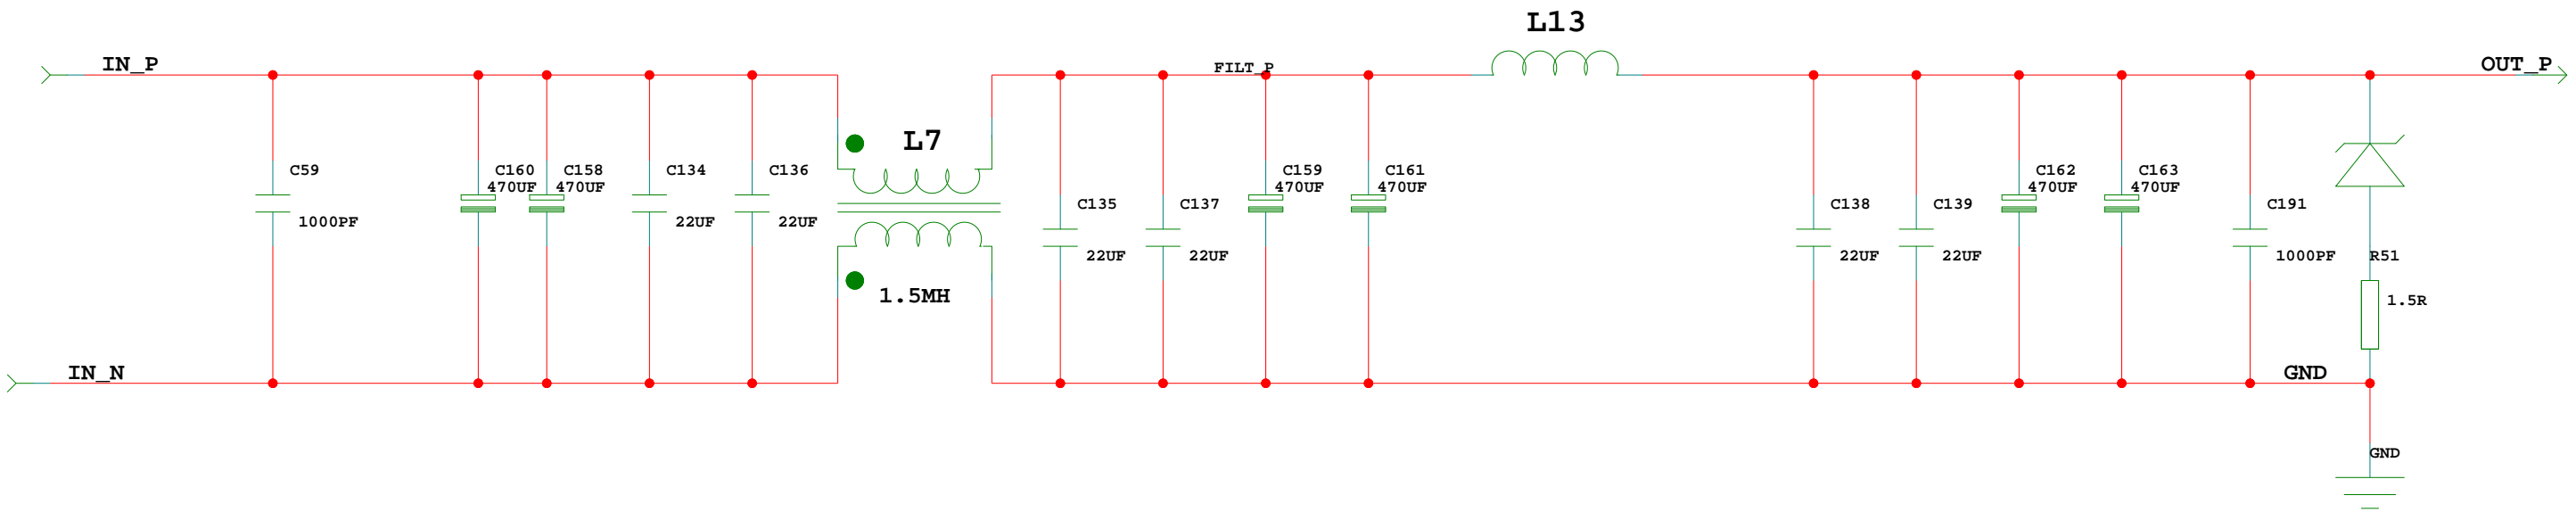 L13
IN_P
FILT_P
OUT_P
L7
C59
1000PF
C160
470UF
C158
470UF
C134
22UF
C136
22UF
1.5MH
C135
22UF
C137
22UF
C159
470UF
C161
470UF
C138
22UF
C139
22UF
C162
470UF
C163
470UF
C191
1000PF
R51
1.5R
IN_N
GND
GND